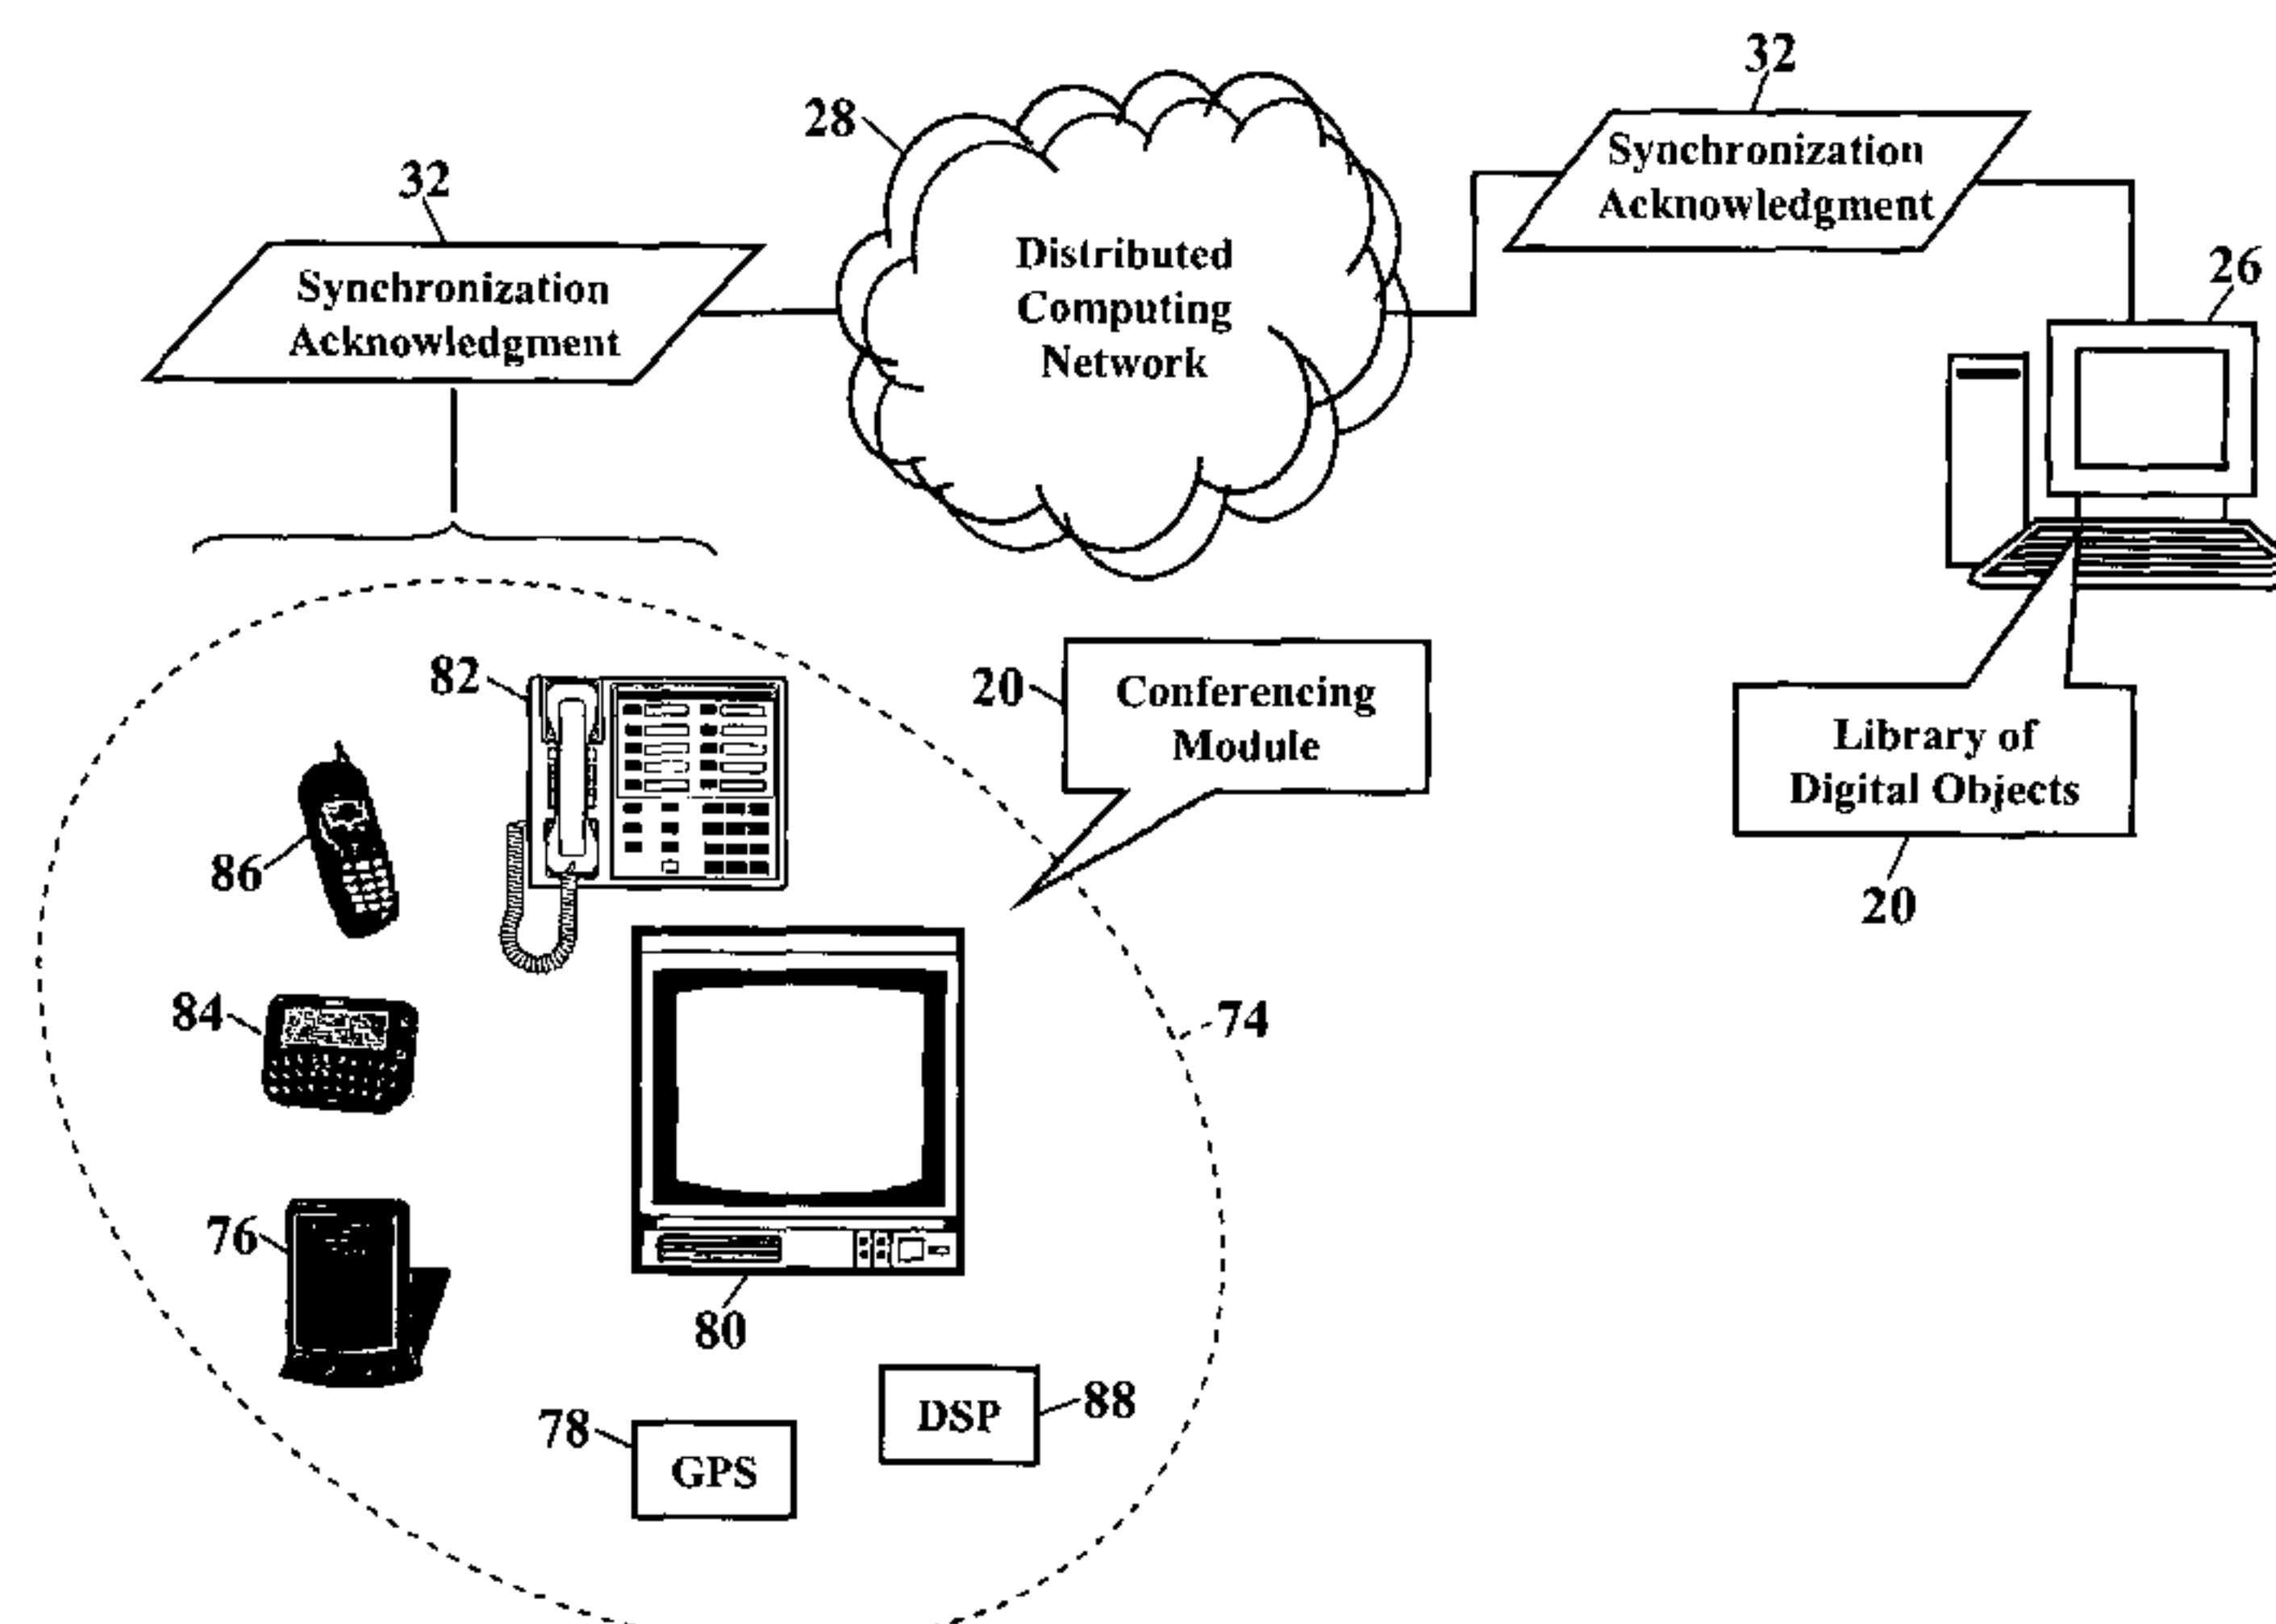 32
Synchronization
Acknowledgment
28
Distributed
Computing
Network
32
Synchronization
Acknowledgment
26
82
20
Conferencing
Module
Library of
Digital Objects
20
86
84
74
76
80
DSP
88
78
GPS